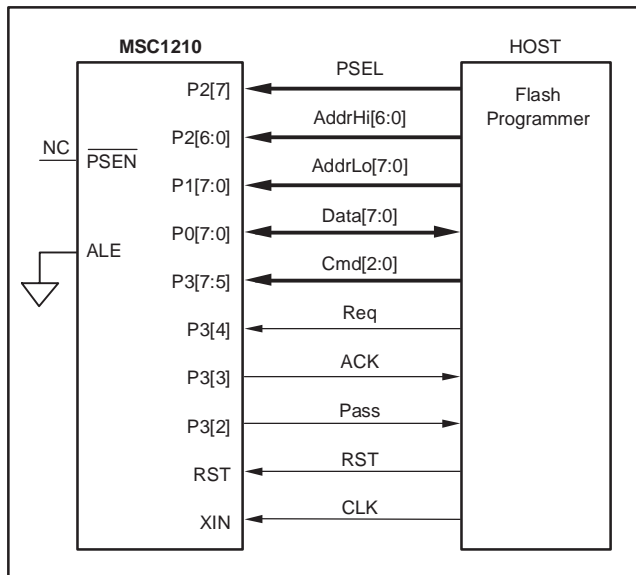 MSC1210
HOST
P2[7]
PSEL
Flash
Programmer
P2[6:0]
AddrHi[6:0]
NC
PSEN
P1[7:0]
AddrLo[7:0]
P0[7:0]
Data[7:0]
ALE
P3[7:5]
Cmd[2:0]
P3[4]
Req
P3[3]
ACK
P3[2]
Pass
RST
RST
XIN
CLK